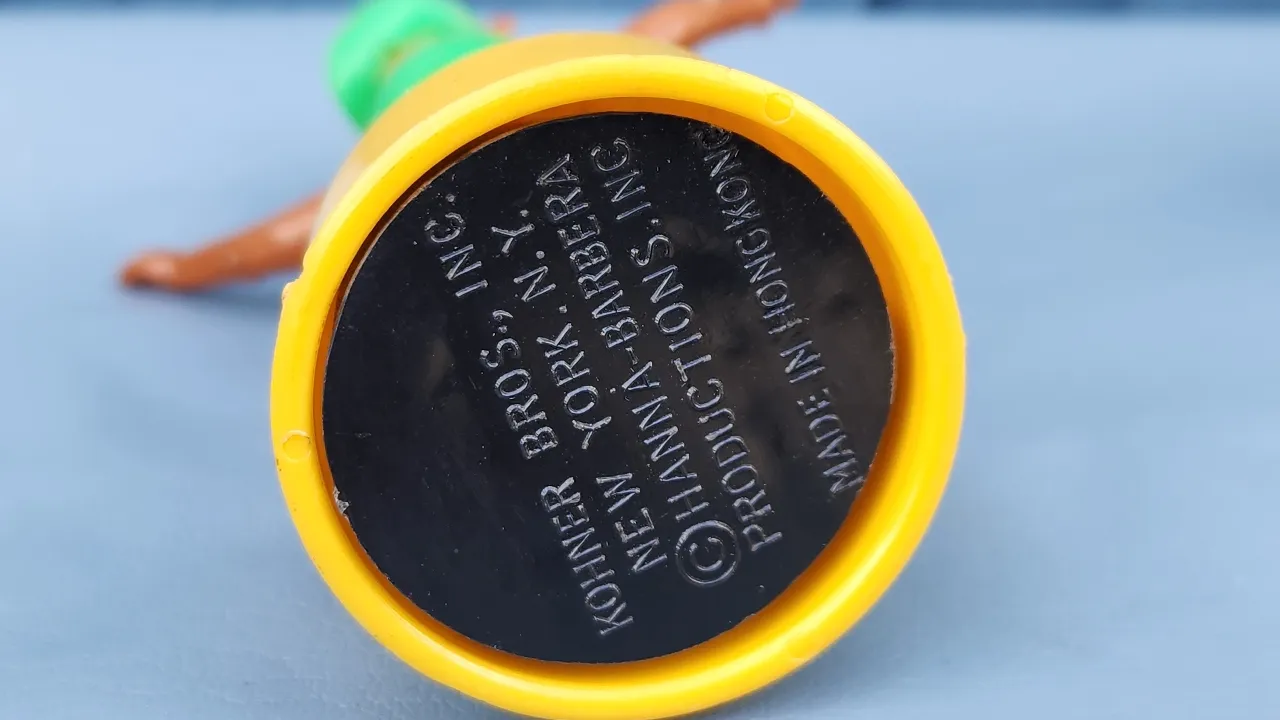 KOHNER BROS., INC.
NEW YORK. N.Y.
©HANNA-BARBERA
PRODUCTIONS. INC
MADE IN HONG KONG